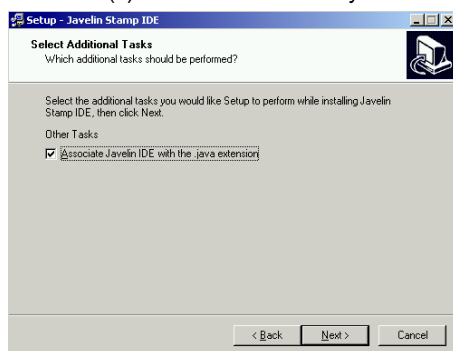 Setup - Javelin Stamp IDE
Select Additional Tasks
Which additional tasks should be performed?
Select the additional tasks you would like Setup to perform while installing Javelin
Stamp IDE, then click Next.
Other Tasks
Associate Javelin IDE with the .java extension
< Back Next > Cancel